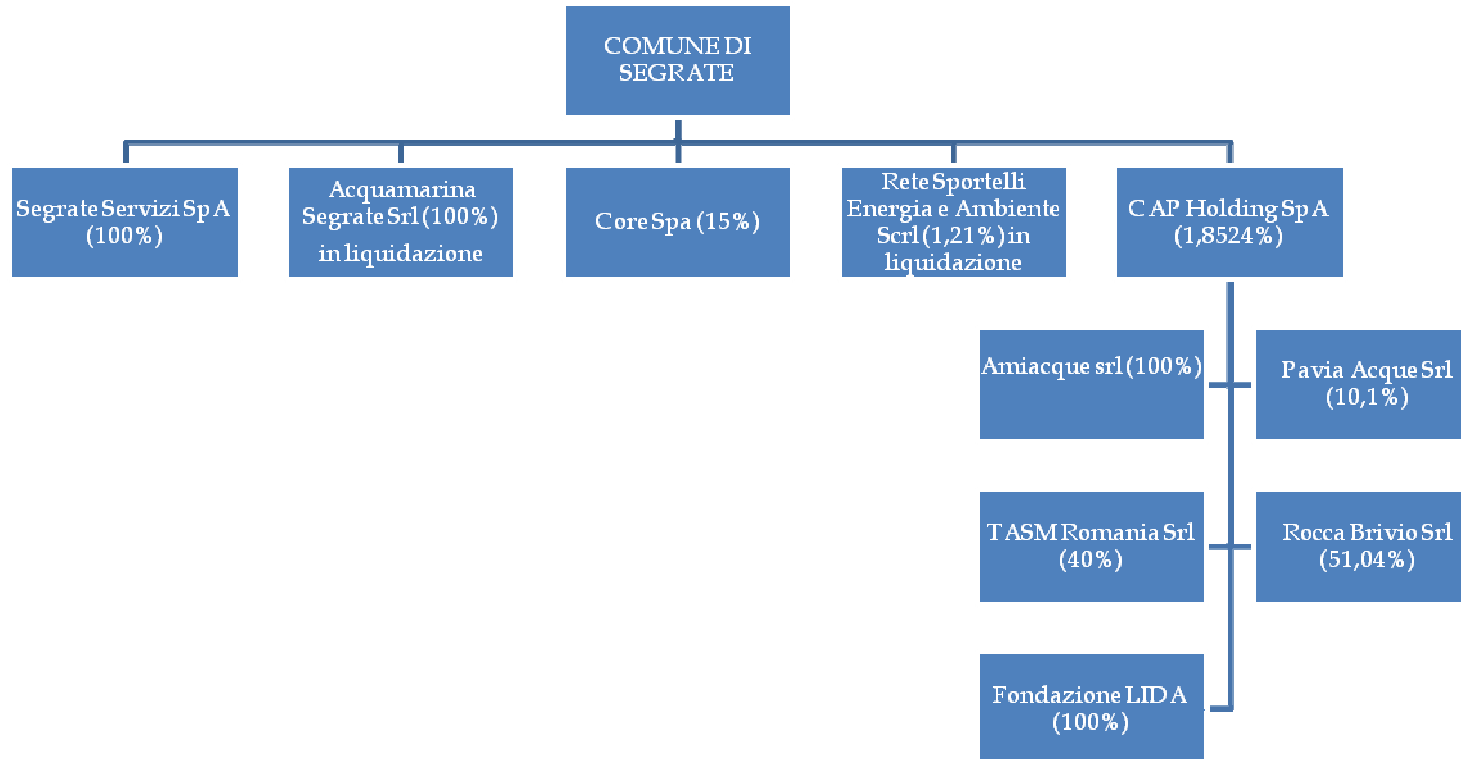 COMUNE DI
SEGRATE
Segrate Servizi SpA
(100%)
Acquamarina
Segrate Srl (100%)
in liquidazione
Core Spa (15%)
Rete Sportelli
Energia e Ambiente
Scrl (1,21%) in
liquidazione
CAP Holding SpA
(1,8524%)
Amiacque srl (100%)
Pavia Acque Srl
(10,1%)
TASM Romania Srl
(40%)
Rocca Brivio Srl
(51,04%)
Fondazione LIDA
(100%)